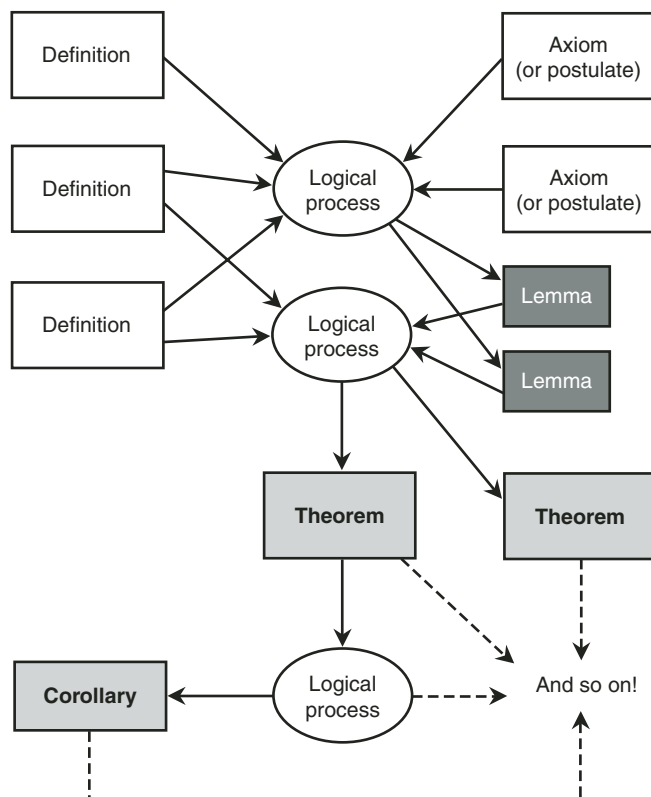 Definition
Axiom
(or postulate)
Definition
Logical
process
Axiom
(or postulate)
Definition
Logical
process
Lemma
Lemma
Theorem
Theorem
Corollary
Logical
process
And so on!